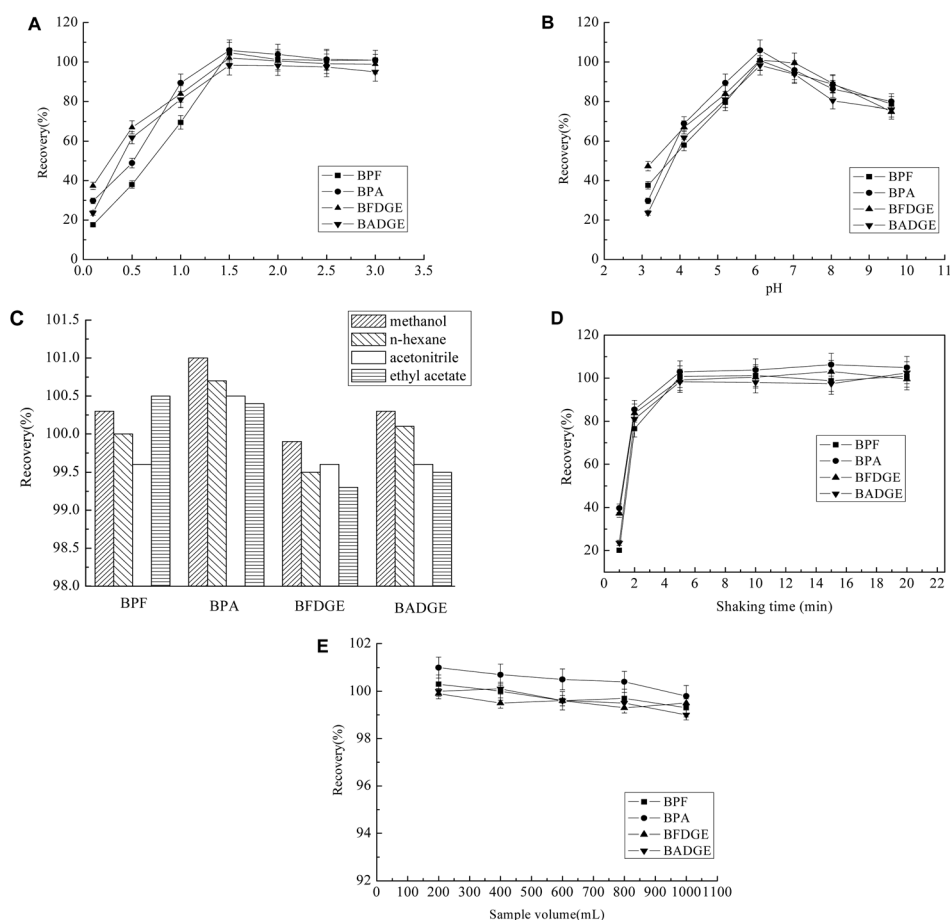 A
Recovery(%)
120
100
80
60
40
20
0
0.0 0.5 1.0 1.5 2.0 2.5 3.0 3.5
BPF
BPA
BFDGE
BADGE
B
Recovery(%)
120
100
80
60
40
20
0
2 3 4 5 6 7 8 9 10 11
pH
BPF
BPA
BFDGE
BADGE
C
Recovery(%)
101.5
101.0
100.5
100.0
99.5
99.0
98.5
98.0
BPF BPA BFDGE BADGE
methanol
n-hexane
acetonitrile
ethyl acetate
D
Recovery(%)
120
100
80
60
40
20
0 2 4 6 8 10 12 14 16 18 20 22
Shaking time (min)
BPF
BPA
BFDGE
BADGE
E
Recovery(%)
102
100
98
96
94
92
0 100 200 300 400 500 600 700 800 900 1000 1100
Sample volume(mL)
BPF
BPA
BFDGE
BADGE